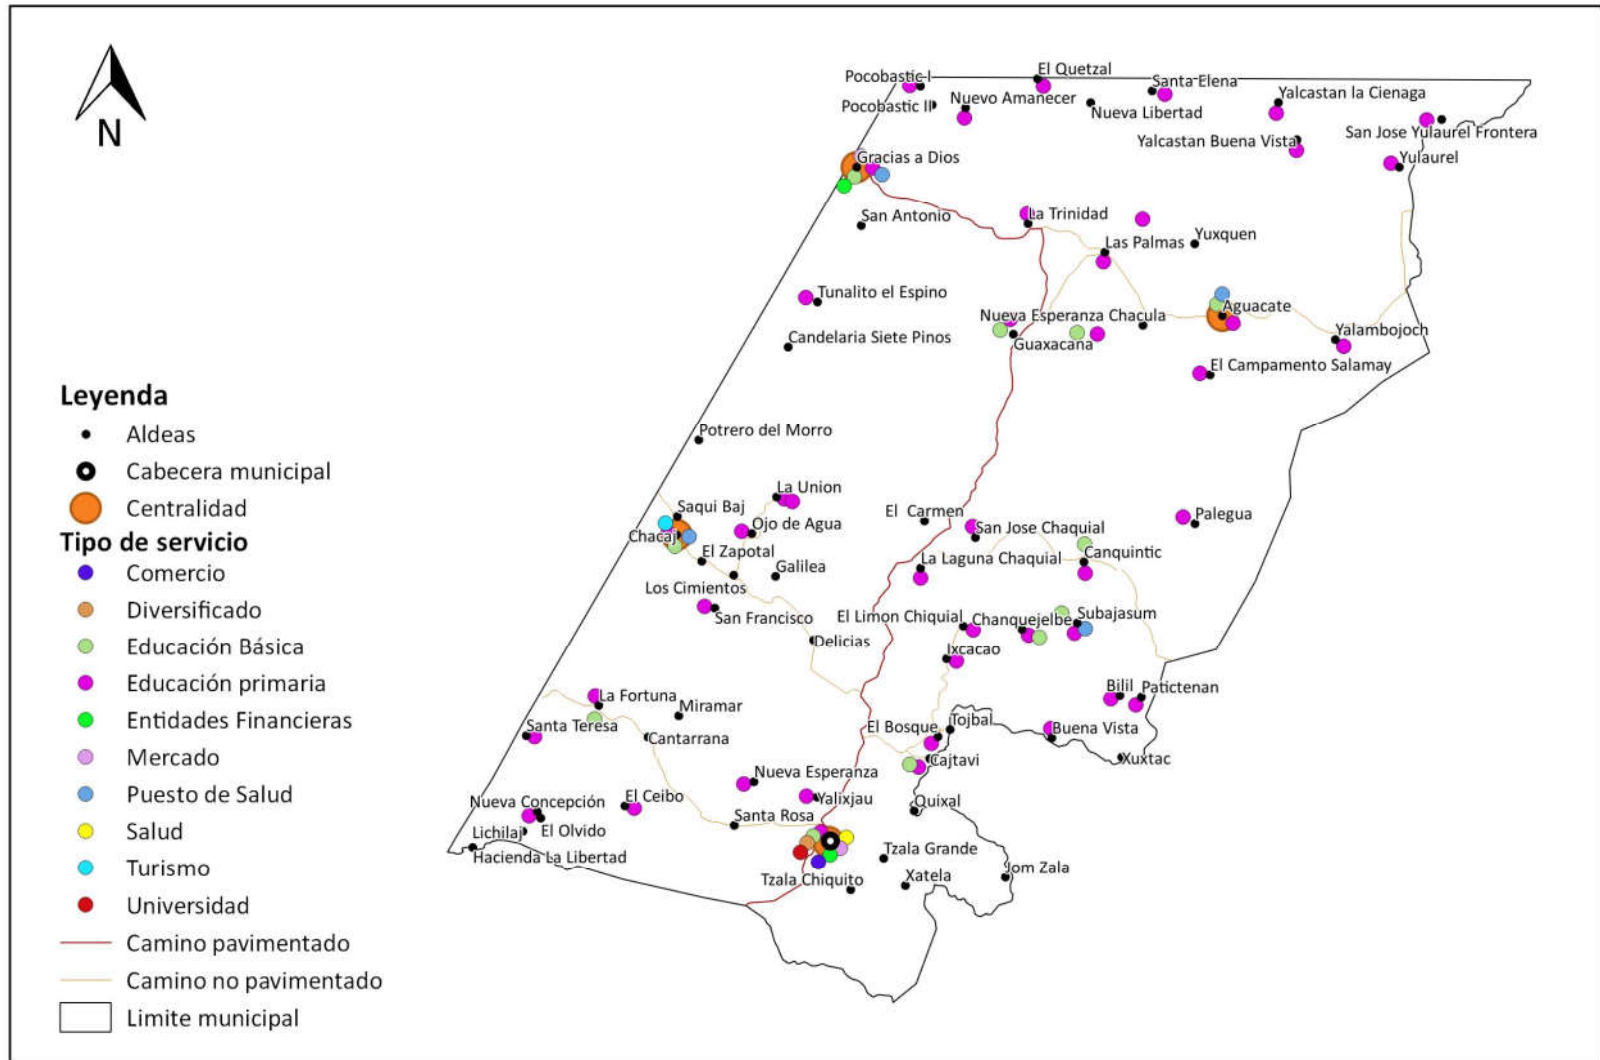 N
Pocobastic I
El Quetzal
Santa Elena
Pocobastic II
Nuevo Amanecer
Nueva Libertad
Yalcastan la Cienaga
San Jose Yulaurel Frontera
Yalcastan Buena Vista
Yulaurel
Gracias a Dios
San Antonio
La Trinidad
Las Palmas
Yuxquen
Tunalito el Espino
Nueva Esperanza Chacula
Aguacate
Candelaria Siete Pinos
Guaxacana
Yalambojoch
El Campamento Salamay
Potrero del Morro
La Union
Saqui Baj
Ojo de Agua
El Carmen
San Jose Chaquial
Palegua
Chacaj
El Zapotal
Galilea
La Laguna Chaquial
Canquintic
Los Cimientos
San Francisco
El Limon Chiquial
Chanquejelbe
Subajasum
Delicias
Ixcacao
Bilil
Patictenan
La Fortuna
Miramar
Santa Teresa
Cantarrana
El Bosque
Tojbal
Buena Vista
Cajtavi
Xuxtac
Nueva Esperanza
Nueva Concepción
El Ceibo
Yalixjau
Quixal
Santa Rosa
Lichilaj
El Olvido
Hacienda La Libertad
Tzala Grande
Tzala Chiquito
Xatela
Jom Zala
Leyenda
Aldeas
Cabecera municipal
Centralidad
Tipo de servicio
Comercio
Diversificado
Educación Básica
Educación primaria
Entidades Financieras
Mercado
Puesto de Salud
Salud
Turismo
Universidad
Camino pavimentado
Camino no pavimentado
Limite municipal